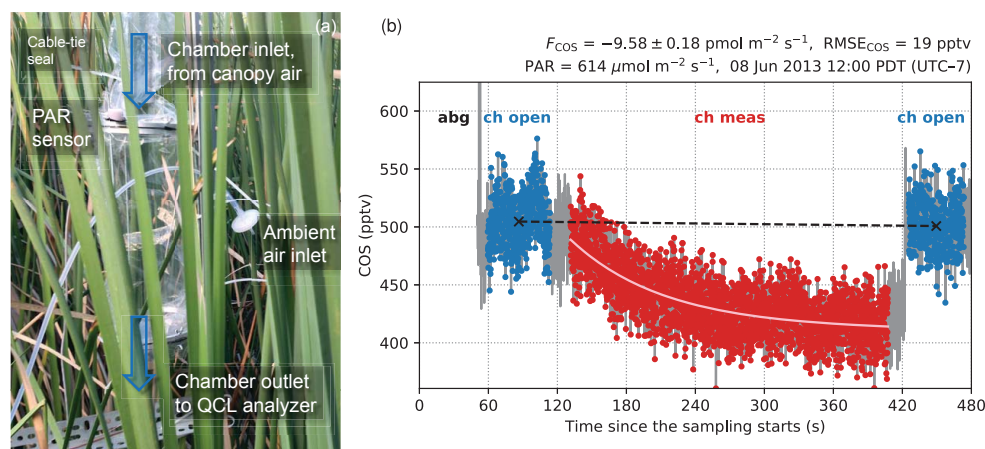 (a)
Cable-tie
seal
Chamber inlet,
from canopy air
PAR
sensor
Ambient
air inlet
Chamber outlet
to QCL analyzer
(b)
F_COS = −9.58 ± 0.18 pmol m⁻² s⁻¹, RMSE_COS = 19 pptv
PAR = 614 μmol m⁻² s⁻¹, 08 Jun 2013 12:00 PDT (UTC–7)
abg ch open ch meas ch open
600
550
500
450
400
COS (pptv)
0 60 120 180 240 300 360 420 480
Time since the sampling starts (s)